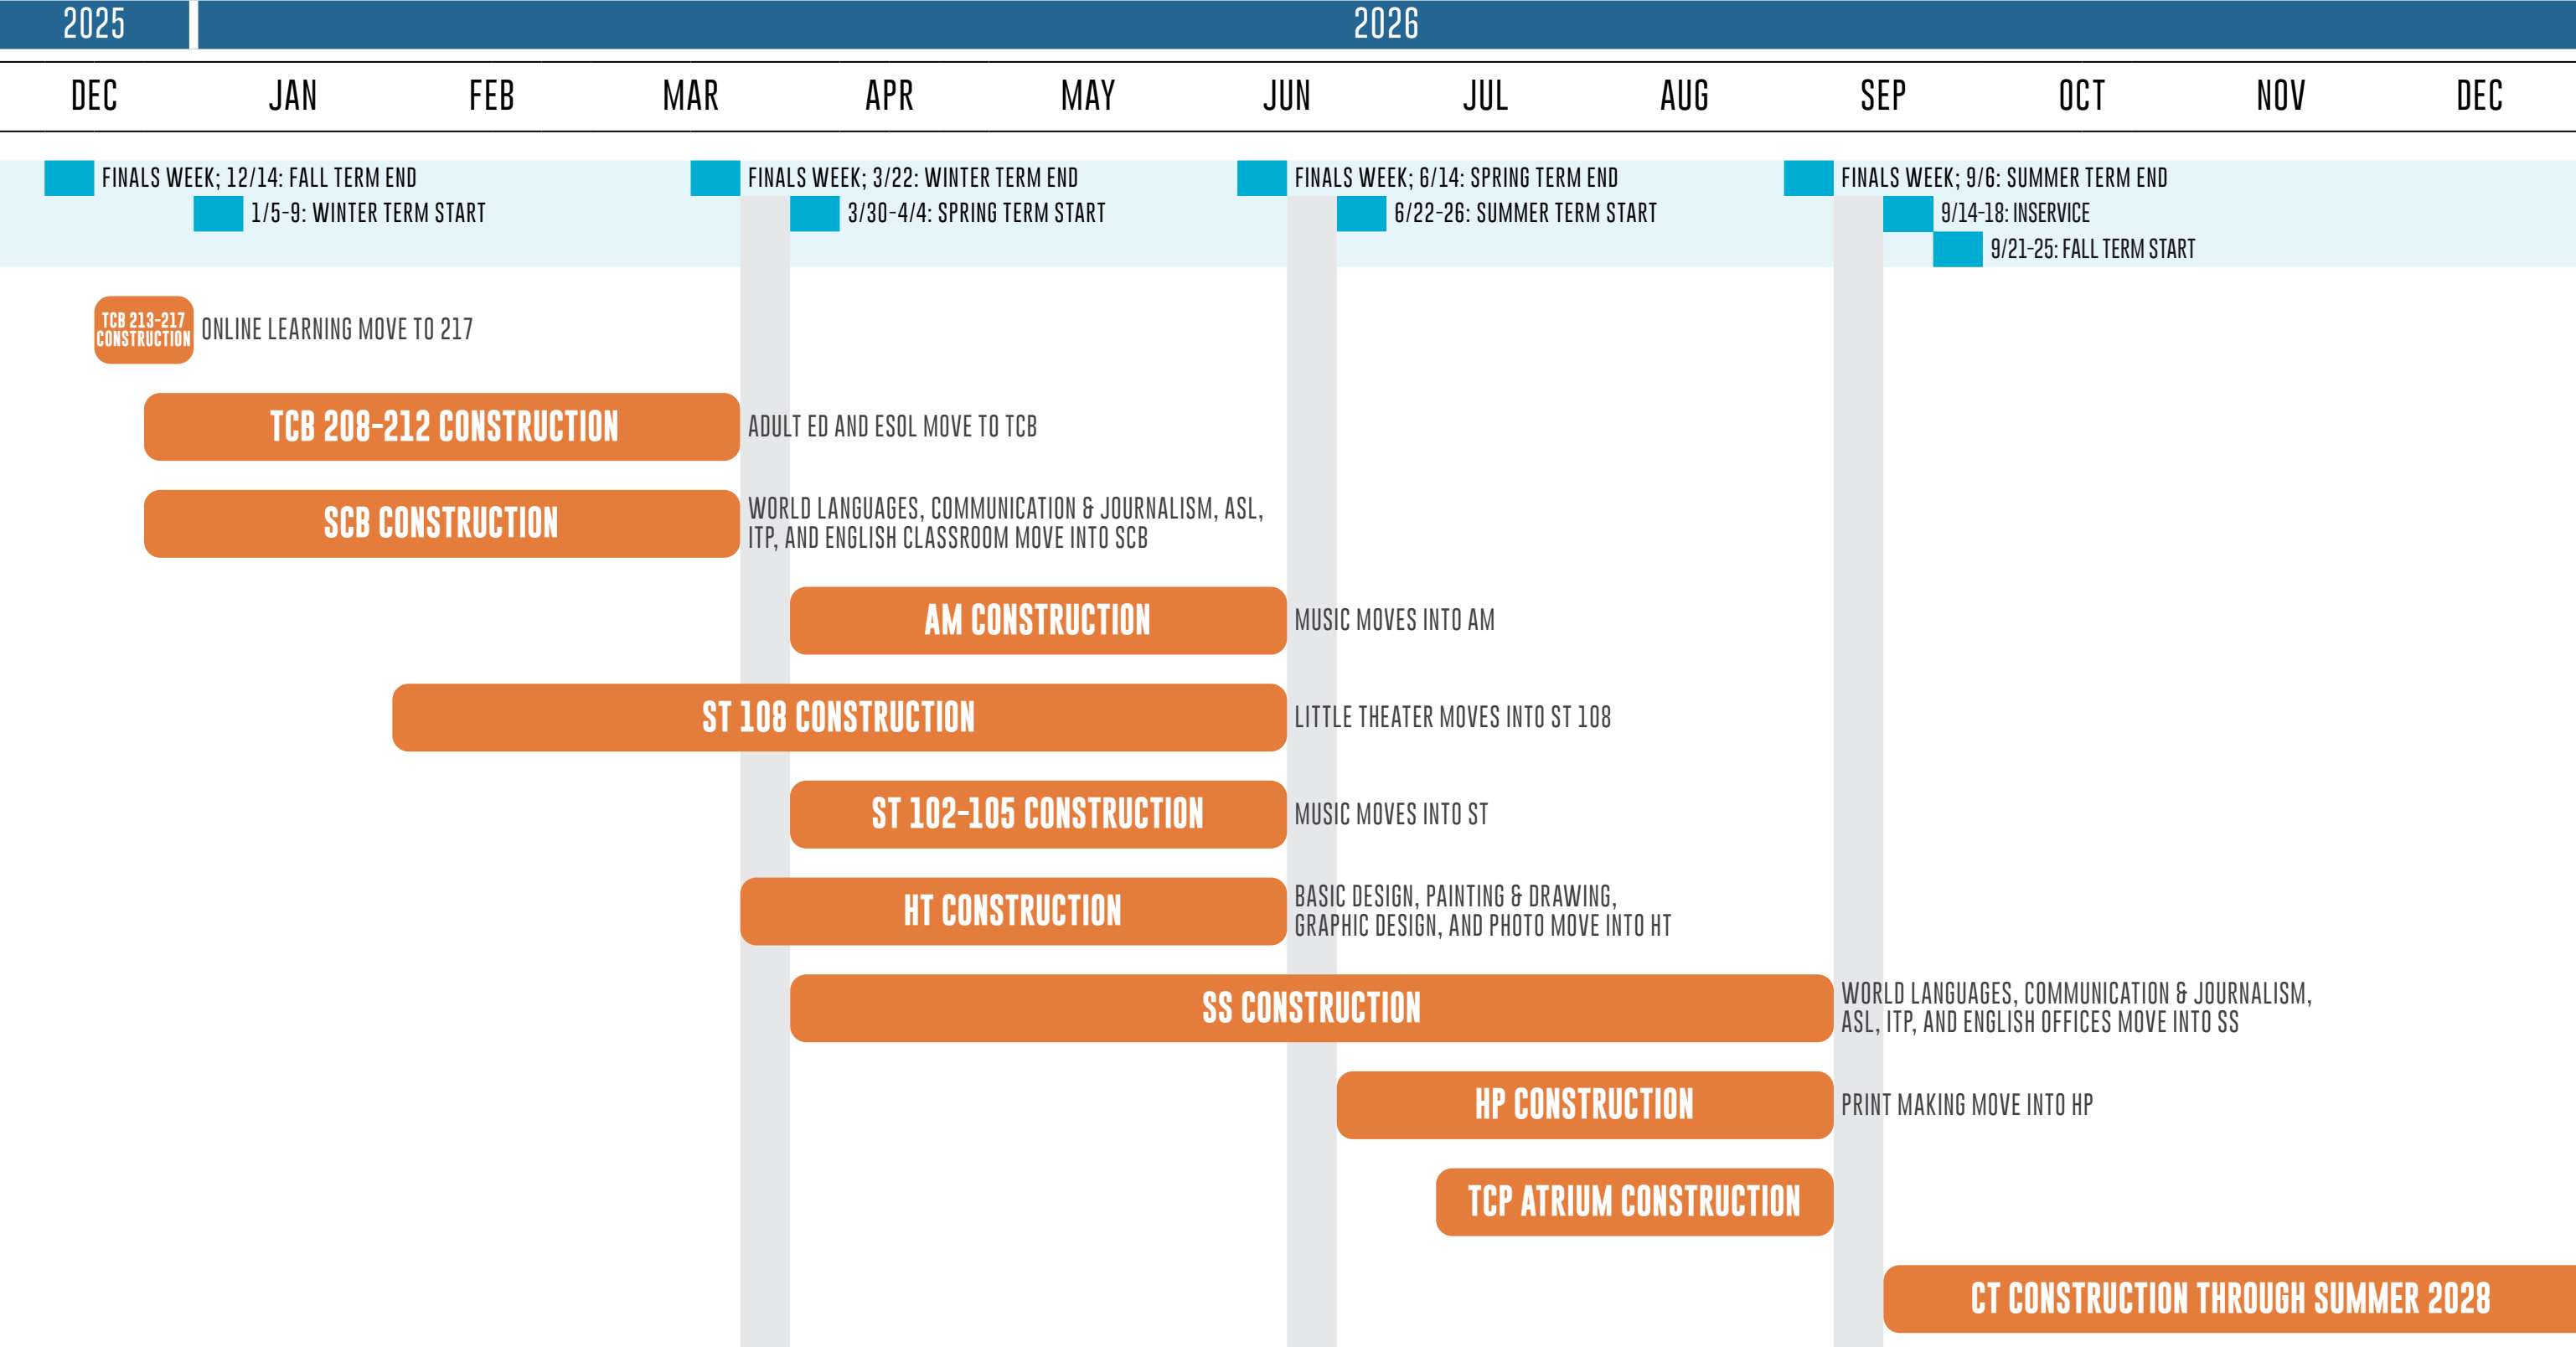 2025
2026
DEC
JAN
FEB
MAR
APR
MAY
JUN
JUL
AUG
SEP
OCT
NOV
DEC
FINALS WEEK; 12/14: FALL TERM END
FINALS WEEK; 3/22: WINTER TERM END
FINALS WEEK; 6/14: SPRING TERM END
FINALS WEEK; 9/6: SUMMER TERM END
1/5-9: WINTER TERM START
3/30-4/4: SPRING TERM START
6/22-26: SUMMER TERM START
9/14-18: INSERVICE
9/21-25: FALL TERM START
TCB 213-217
CONSTRUCTION
ONLINE LEARNING MOVE TO 217
TCB 208-212 CONSTRUCTION
ADULT ED AND ESOL MOVE TO TCB
SCB CONSTRUCTION
WORLD LANGUAGES, COMMUNICATION & JOURNALISM, ASL,
ITP, AND ENGLISH CLASSROOM MOVE INTO SCB
AM CONSTRUCTION
MUSIC MOVES INTO AM
ST 108 CONSTRUCTION
LITTLE THEATER MOVES INTO ST 108
ST 102-105 CONSTRUCTION
MUSIC MOVES INTO ST
HT CONSTRUCTION
BASIC DESIGN, PAINTING & DRAWING,
GRAPHIC DESIGN, AND PHOTO MOVE INTO HT
SS CONSTRUCTION
WORLD LANGUAGES, COMMUNICATION & JOURNALISM,
ASL, ITP, AND ENGLISH OFFICES MOVE INTO SS
HP CONSTRUCTION
PRINT MAKING MOVE INTO HP
TCP ATRIUM CONSTRUCTION
CT CONSTRUCTION THROUGH SUMMER 2028